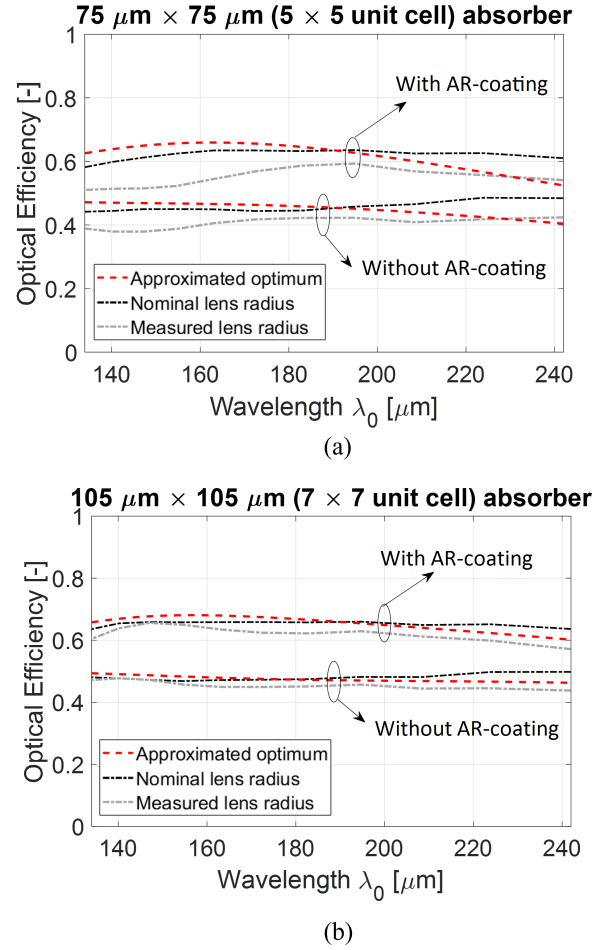 75 μm × 75 μm (5 × 5 unit cell) absorber
1
0.8
0.6
0.4
0.2
0
Optical Efficiency [-]
With AR-coating
Without AR-coating
Approximated optimum
Nominal lens radius
Measured lens radius
140 160 180 200 220 240
Wavelength λ0 [μm]
(a)
105 μm × 105 μm (7 × 7 unit cell) absorber
1
0.8
0.6
0.4
0.2
0
Optical Efficiency [-]
With AR-coating
Without AR-coating
Approximated optimum
Nominal lens radius
Measured lens radius
140 160 180 200 220 240
Wavelength λ0 [μm]
(b)